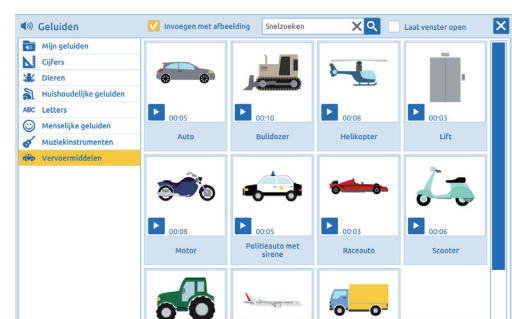 Geluiden
Invoegen met afbeelding
Snelzoeken
Laat venster open
Mijn geluiden
Cijfers
Dieren
Huishoudelijke geluiden
ABC Letters
Menselijke geluiden
Muziekinstrumenten
Vervoermiddelen
00:05
00:10
00:08
00:03
Auto
Bulldozer
Helikopter
Lift
00:08
00:05
00:03
00:06
Motor
Politieauto met
sirene
Raceauto
Scooter